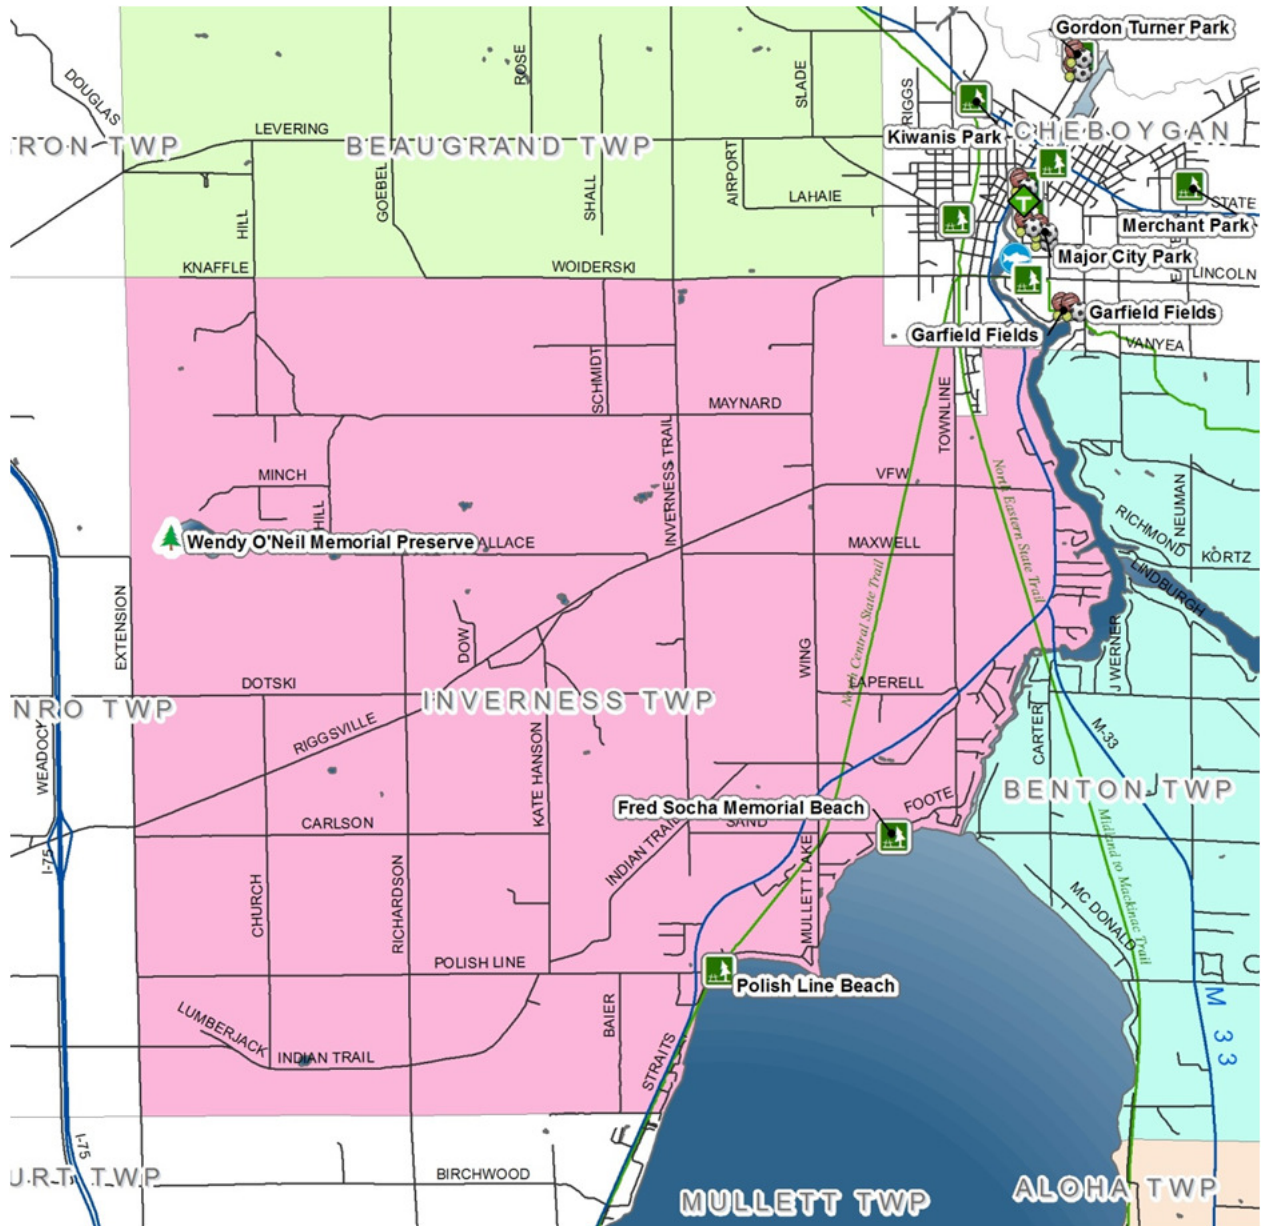 Gordon Turner Park
DOUGLAS
ROSE
SLADE
RIGGS
LEVERING
Kiwanis Park
CHEBOYGAN
RON TWP
BEAUGRAND TWP
GOEBEL
SHALL
AIRPORT
LAHAIE
STATE
HILL
Merchant Park
Major City Park
KNAFFLE
WOIDERSKI
LINCOLN
Garfield Fields
Garfield Fields
VANYEA
SCHMIDT
MAYNARD
TOWNLINE
INVERNESS TRAIL
MINCH
VFW
HILL
North Eastern State Trail
NEUMAN
RICHMOND
Wendy O'Neil Memorial Preserve
ALLACE
MAXWELL
KORTZ
LINDBURGH
EXTENSION
DOW
WING
North Central State Trail
J WERNER
DOTSKI
APERELL
INVERNESS TWP
NRO TWP
RIGGSVILLE
CARTER
M-33
WEADOCK
KATE HANSON
BENTON TWP
Fred Socha Memorial Beach
FOOTE
CARLSON
SAND
I-75
INDIAN TRAIL
MULLETT LAKE
Midland to Mackinac Trail
CHURCH
RICHARDSON
MC DONALD
POLISH LINE
Polish Line Beach
BAIER
LUMBERJACK
INDIAN TRAIL
STRAITS
M 33
I-75
BIRCHWOOD
URT TWP
MULLETT TWP
ALOHA TWP